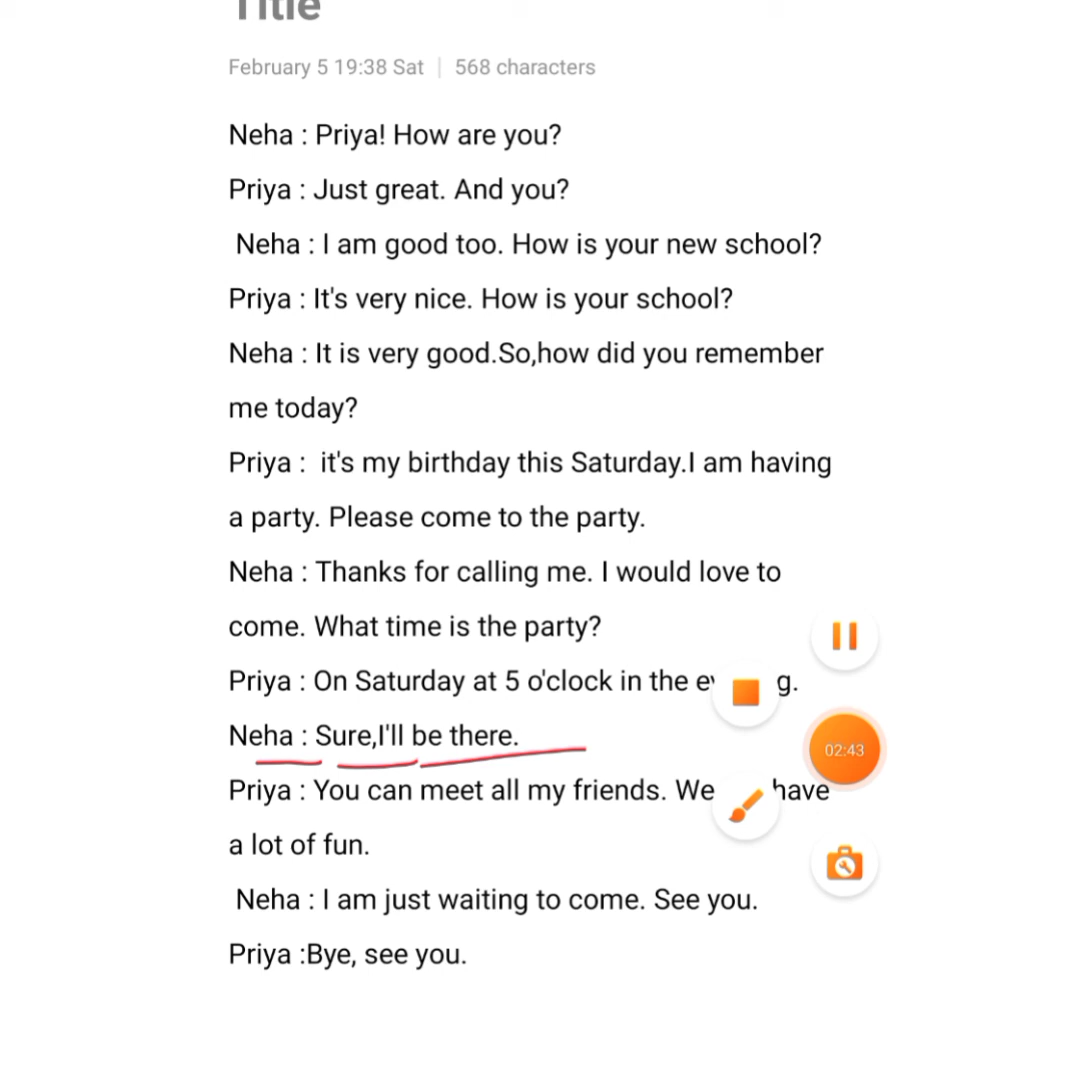 Title
February 5 19:38 Sat | 568 characters
Neha : Priya! How are you?
Priya : Just great. And you?
Neha : I am good too. How is your new school?
Priya : It's very nice. How is your school?
Neha : It is very good.So,how did you remember
me today?
Priya :  it's my birthday this Saturday.I am having
a party. Please come to the party.
Neha : Thanks for calling me. I would love to
come. What time is the party?
Priya : On Saturday at 5 o'clock in the
Neha : Sure,I'll be there.
02:43
Priya : You can meet all my friends. We have
a lot of fun.
Neha : I am just waiting to come. See you.
Priya :Bye, see you.